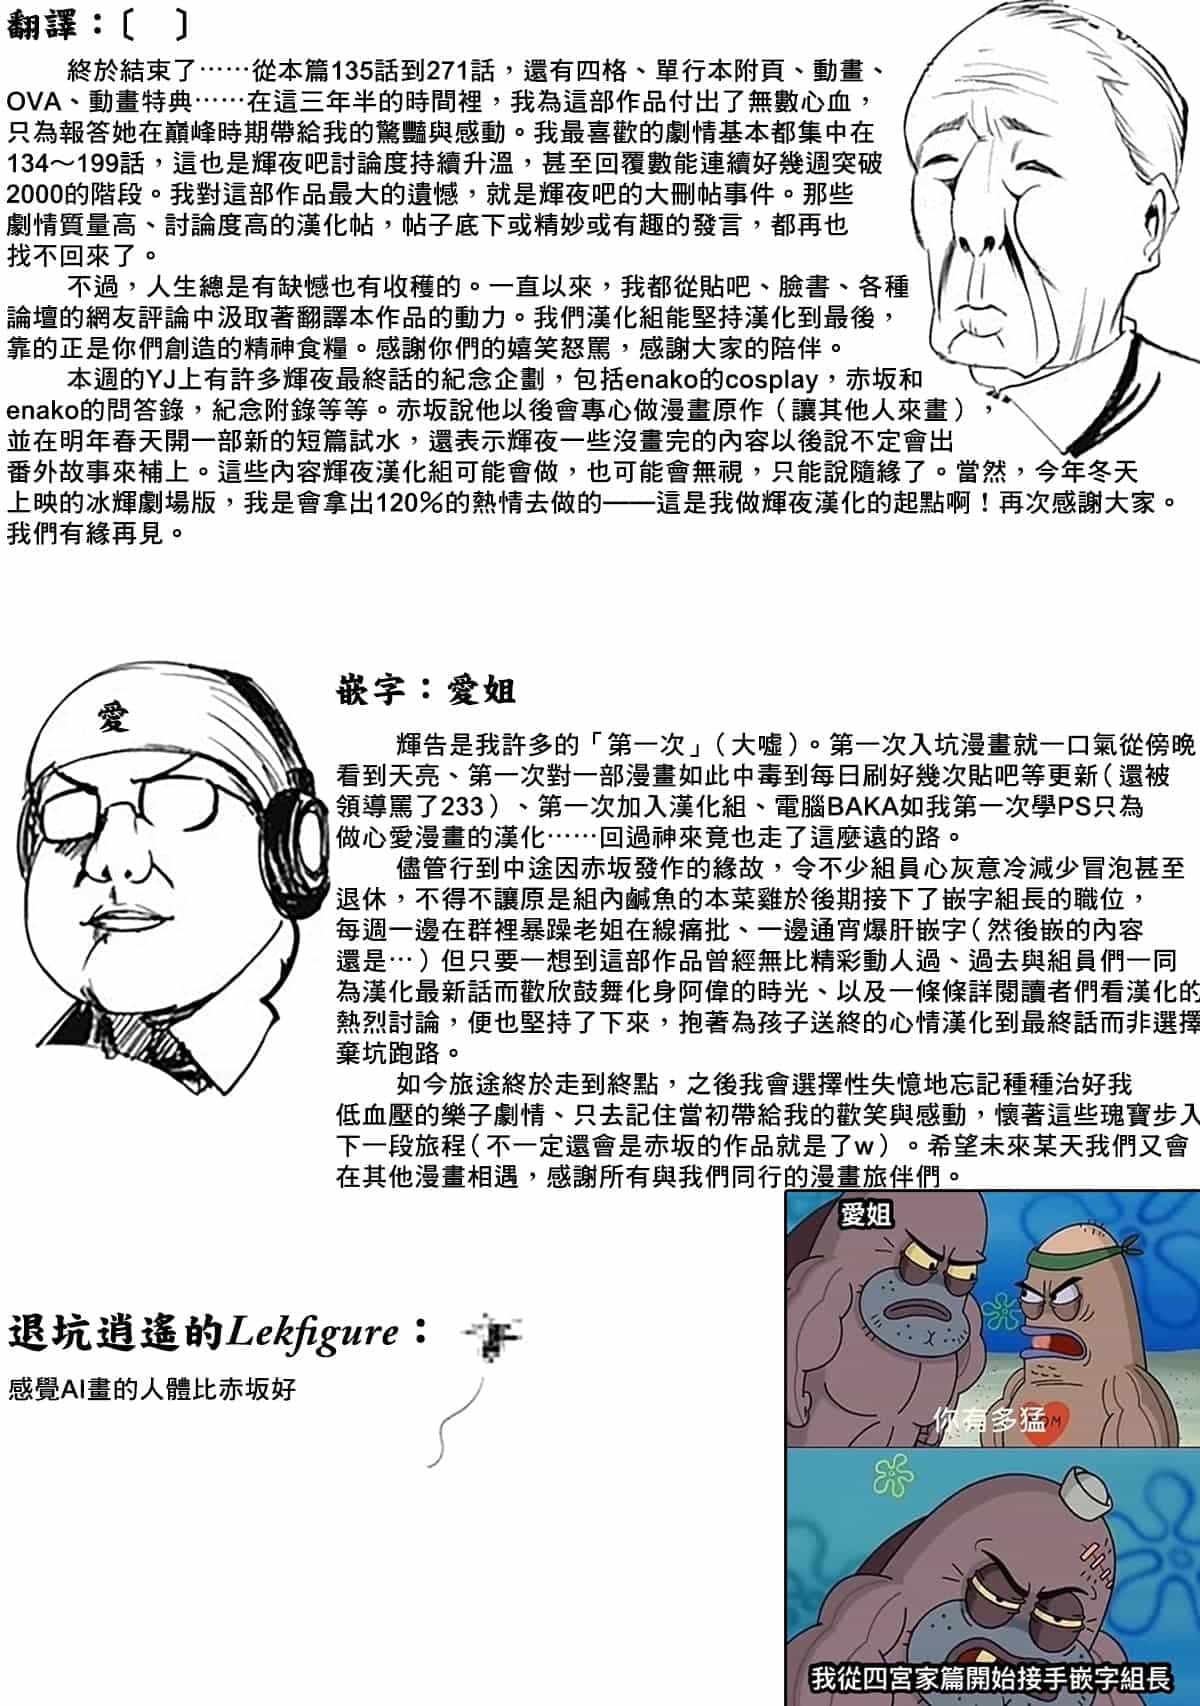 翻譯：〔　〕
終於結束了⋯⋯從本篇135話到271話，還有四格、單行本附頁、動畫、
OVA、動畫特典⋯⋯在這三年半的時間裡，我為這部作品付出了無數心血，
只為報答她在巔峰時期帶給我的驚豔與感動。我最喜歡的劇情基本都集中在
134～199話，這也是輝夜吧討論度持續升溫，甚至回覆數能連續好幾週突破
2000的階段。我對這部作品最大的遺憾，就是輝夜吧的大刪帖事件。那些
劇情質量高、討論度高的漢化帖，帖子底下或精妙或有趣的發言，都再也
找不回來了。
不過，人生總是有缺憾也有收穫的。一直以來，我都從貼吧、臉書、各種
論壇的網友評論中汲取著翻譯本作品的動力。我們漢化組能堅持漢化到最後，
靠的正是你們創造的精神食糧。感謝你們的嬉笑怒罵，感謝大家的陪伴。
本週的YJ上有許多輝夜最終話的紀念企劃，包括enako的cosplay，赤坂和
enako的問答錄，紀念附錄等等。赤坂說他以後會專心做漫畫原作（讓其他人來畫），
並在明年春天開一部新的短篇試水，還表示輝夜一些沒畫完的內容以後說不定會出
番外故事來補上。這些內容輝夜漢化組可能會做，也可能會無視，只能說隨緣了。當然，今年冬天
上映的冰輝劇場版，我是會拿出120%的熱情去做的——這是我做輝夜漢化的起點啊！再次感謝大家。
我們有緣再見。
愛
嵌字：愛姐
輝告是我許多的「第一次」（大噓）。第一次入坑漫畫就一口氣從傍晚
看到天亮、第一次對一部漫畫如此中毒到每日刷好幾次貼吧等更新（還被
領導罵了233）、第一次加入漢化組、電腦BAKA如我第一次學PS只為
做心愛漫畫的漢化⋯⋯回過神來竟也走了這麼遠的路。
儘管行到中途因赤坂發作的緣故，令不少組員心灰意冷減少冒泡甚至
退休，不得不讓原是組內鹹魚的本菜雞於後期接下了嵌字組長的職位，
每週一邊在群裡暴躁老姐在線痛批、一邊通宵爆肝嵌字（然後嵌的內容
還是⋯）但只要一想到這部作品曾經無比精彩動人過、過去與組員們一同
為漢化最新話而歡欣鼓舞化身阿偉的時光、以及一條條詳閱讀者們看漢化的
熱烈討論，便也堅持了下來，抱著為孩子送終的心情漢化到最終話而非選擇
棄坑跑路。
如今旅途終於走到終點，之後我會選擇性失憶地忘記種種治好我
低血壓的樂子劇情、只去記住當初帶給我的歡笑與感動，懷著這些瑰寶步入
下一段旅程（不一定還會是赤坂的作品就是了w）。希望未來某天我們又會
在其他漫畫相遇，感謝所有與我們同行的漫畫旅伴們。
愛姐
你有多猛
OM
退坑逍遙的Lekfigure：
感覺AI畫的人體比赤坂好
我從四宮家篇開始接手嵌字組長